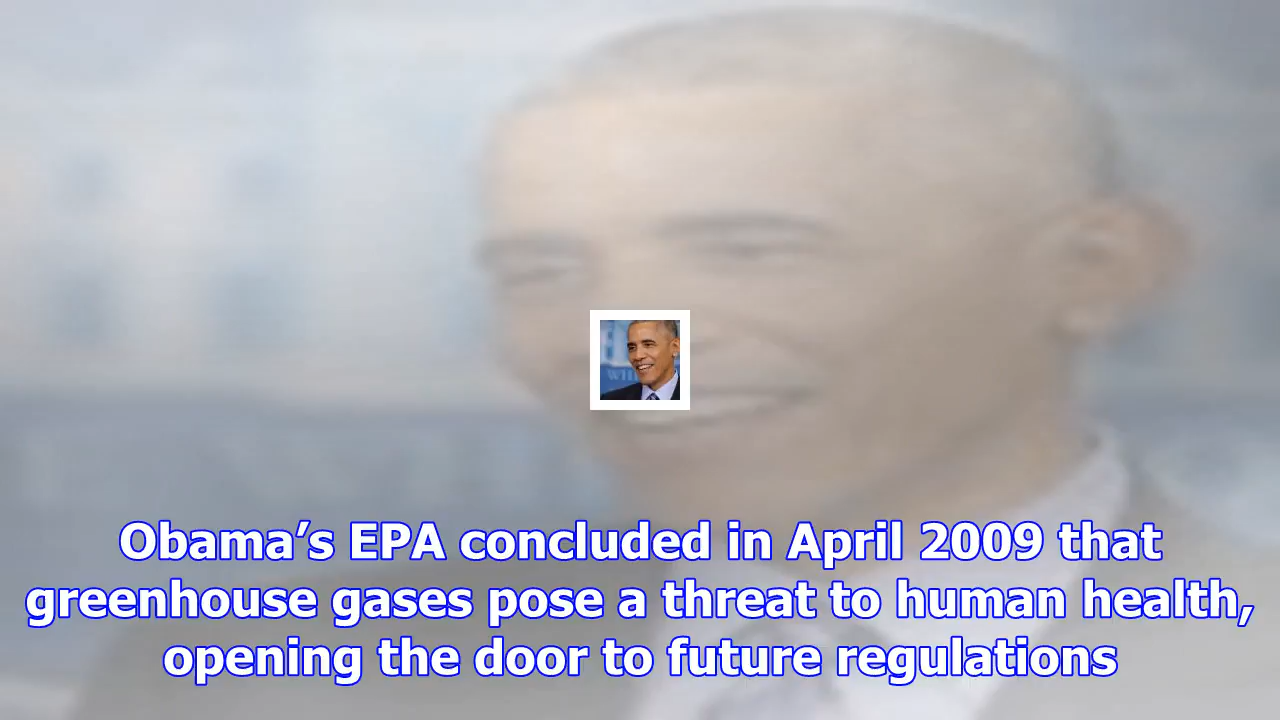 WHI
Obama’s EPA concluded in April 2009 that
greenhouse gases pose a threat to human health,
opening the door to future regulations